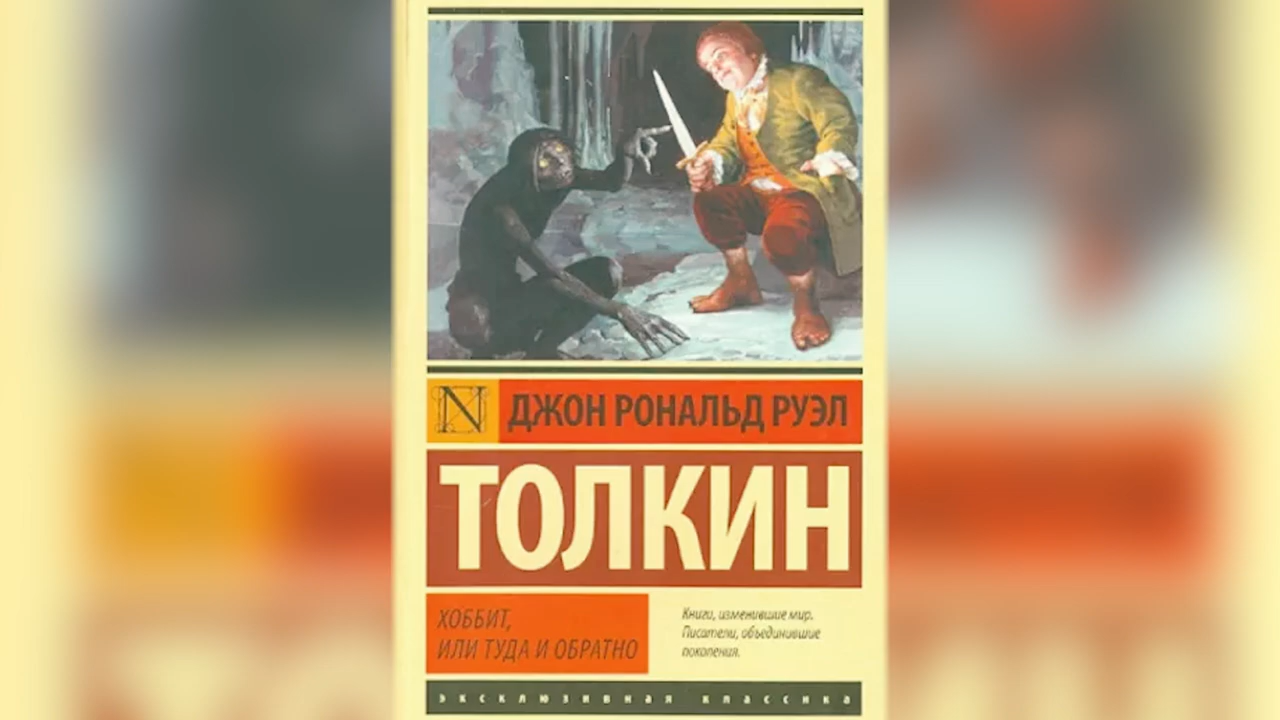 N
ДЖОН РОНАЛЬД РУЭЛ
ТОЛКИН
ХОББИТ,
ИЛИ ТУДА И ОБРАТНО
Книги, изменившие мир.
Писатели, объединившие
поколения.
эксклюзивная классика